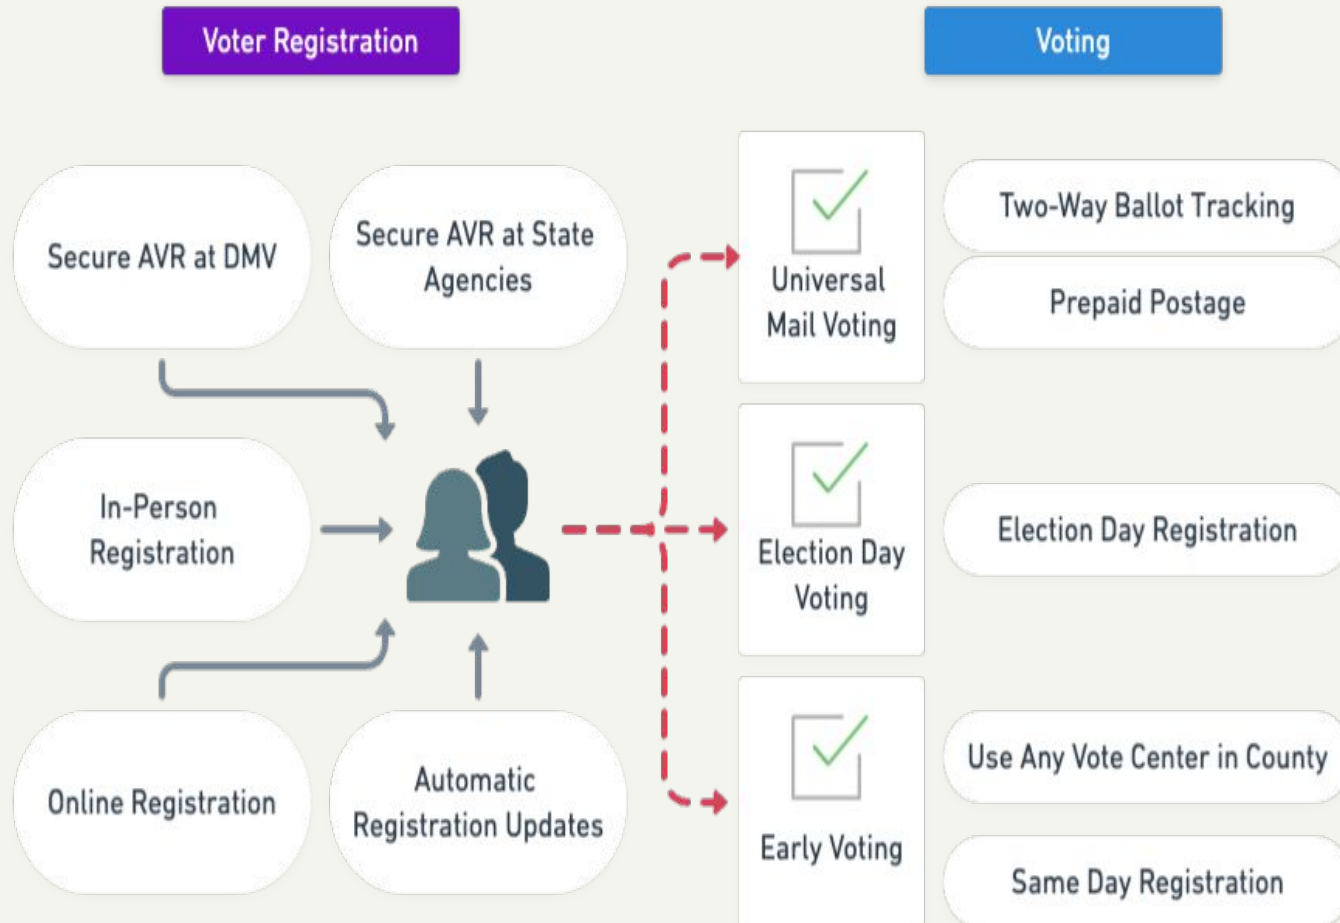 Voter Registration
Voting
Secure AVR at DMV
Secure AVR at State
Agencies
In-Person
Registration
Online Registration
Automatic
Registration Updates
Universal
Mail Voting
Two-Way Ballot Tracking
Prepaid Postage
Election Day
Voting
Election Day Registration
Early Voting
Use Any Vote Center in County
Same Day Registration